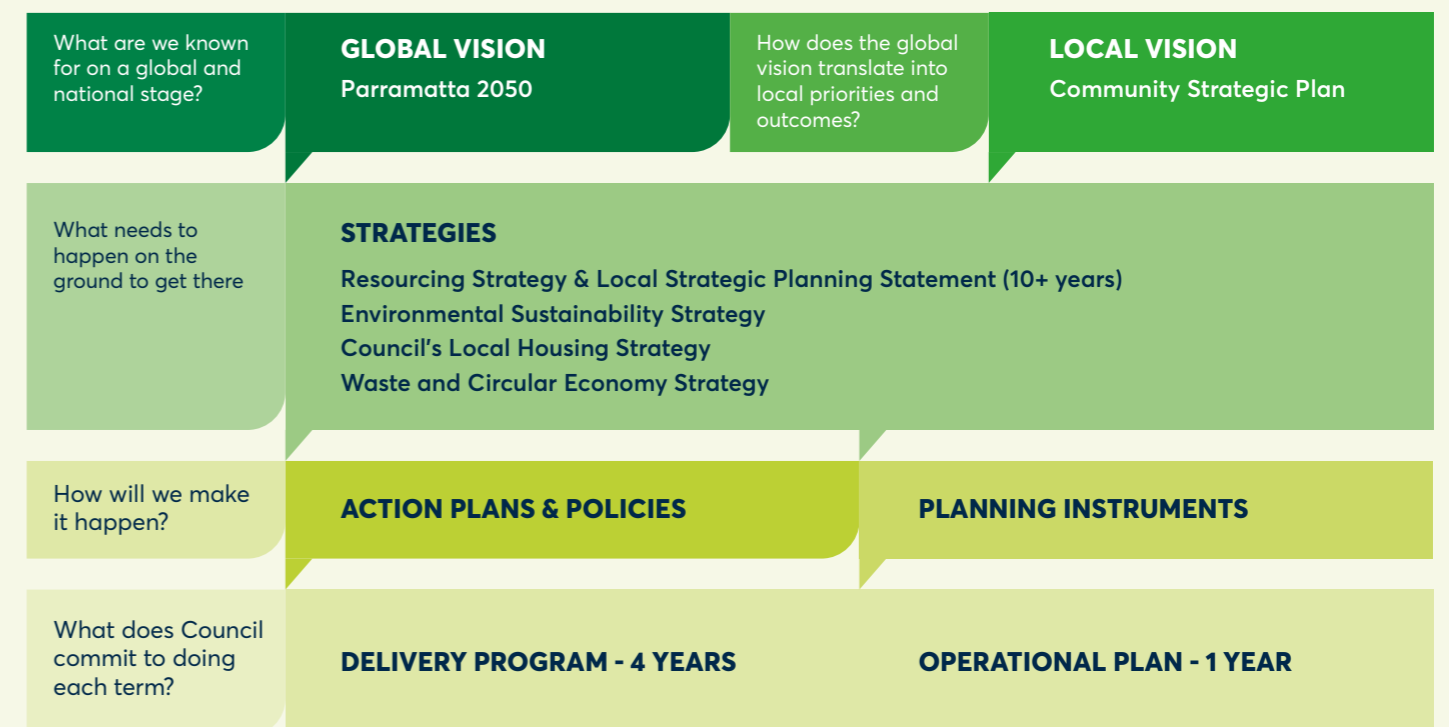 What are we known
for on a global and
national stage?
GLOBAL VISION
Parramatta 2050
How does the global
vision translate into
local priorities and
outcomes?
LOCAL VISION
Community Strategic Plan
What needs to
happen on the
ground to get there
STRATEGIES
Resourcing Strategy & Local Strategic Planning Statement (10+ years)
Environmental Sustainability Strategy
Council's Local Housing Strategy
Waste and Circular Economy Strategy
How will we make
it happen?
ACTION PLANS & POLICIES
PLANNING INSTRUMENTS
What does Council
commit to doing
each term?
DELIVERY PROGRAM - 4 YEARS
OPERATIONAL PLAN - 1 YEAR